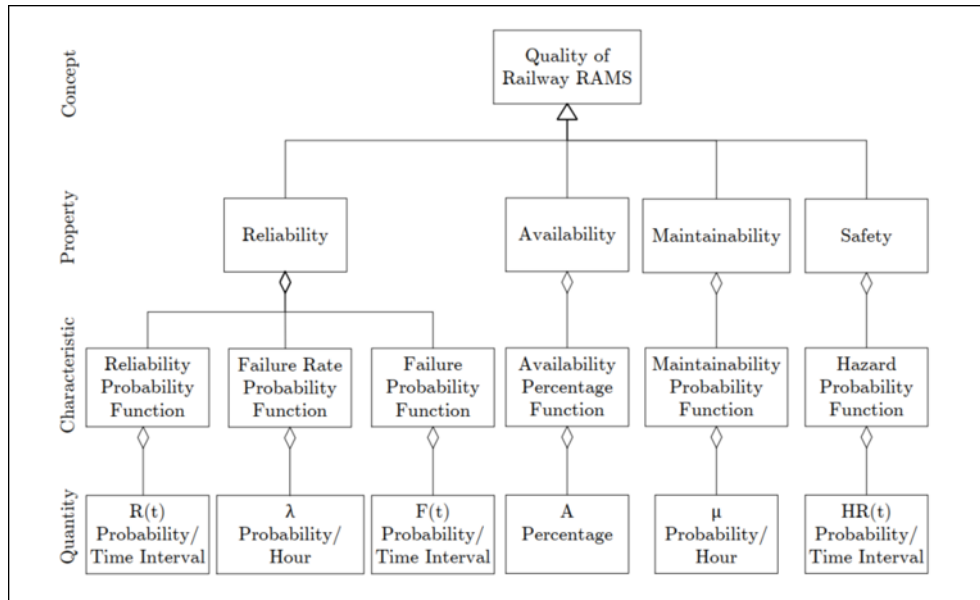 Concept
Quality of
Railway RAMS
Property
Reliability
Availability
Maintainability
Safety
Characteristic
Reliability
Probability
Function
Failure Rate
Probability
Function
Failure
Probability
Function
Availability
Percentage
Function
Maintainability
Probability
Function
Hazard
Probability
Function
Quantity
R(t)
Probability/
Time Interval
λ
Probability/
Hour
F(t)
Probability/
Time Interval
A
Percentage
μ
Probability/
Hour
HR(t)
Probability/
Time Interval